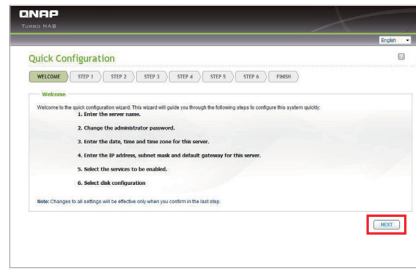 QNAP
TURBO NAS
English
Quick Configuration
WELCOME STEP 1 STEP 2 STEP 3 STEP 4 STEP 5 STEP 6 FINISH
Welcome
Welcome to the quick configuration wizard. This wizard will guide you through the following steps to configure this system quickly:
1. Enter the server name.
2. Change the administrator password.
3. Enter the date, time and time zone for this server.
4. Enter the IP address, subnet mask and default gateway for this server.
5. Select the services to be enabled.
6. Select disk configuration
Note: Changes to all settings will be effective only when you confirm in the last step.
NEXT